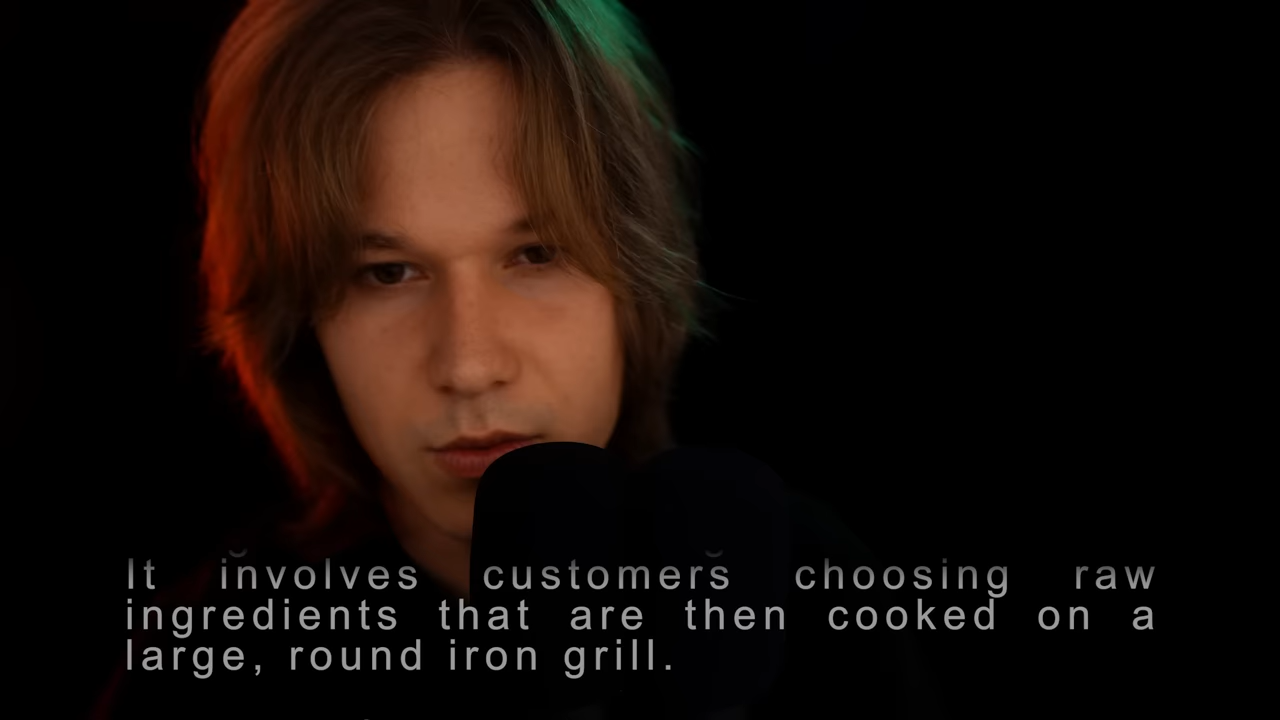 It involves customers choosing raw
ingredients that are then cooked on a
large, round iron grill.